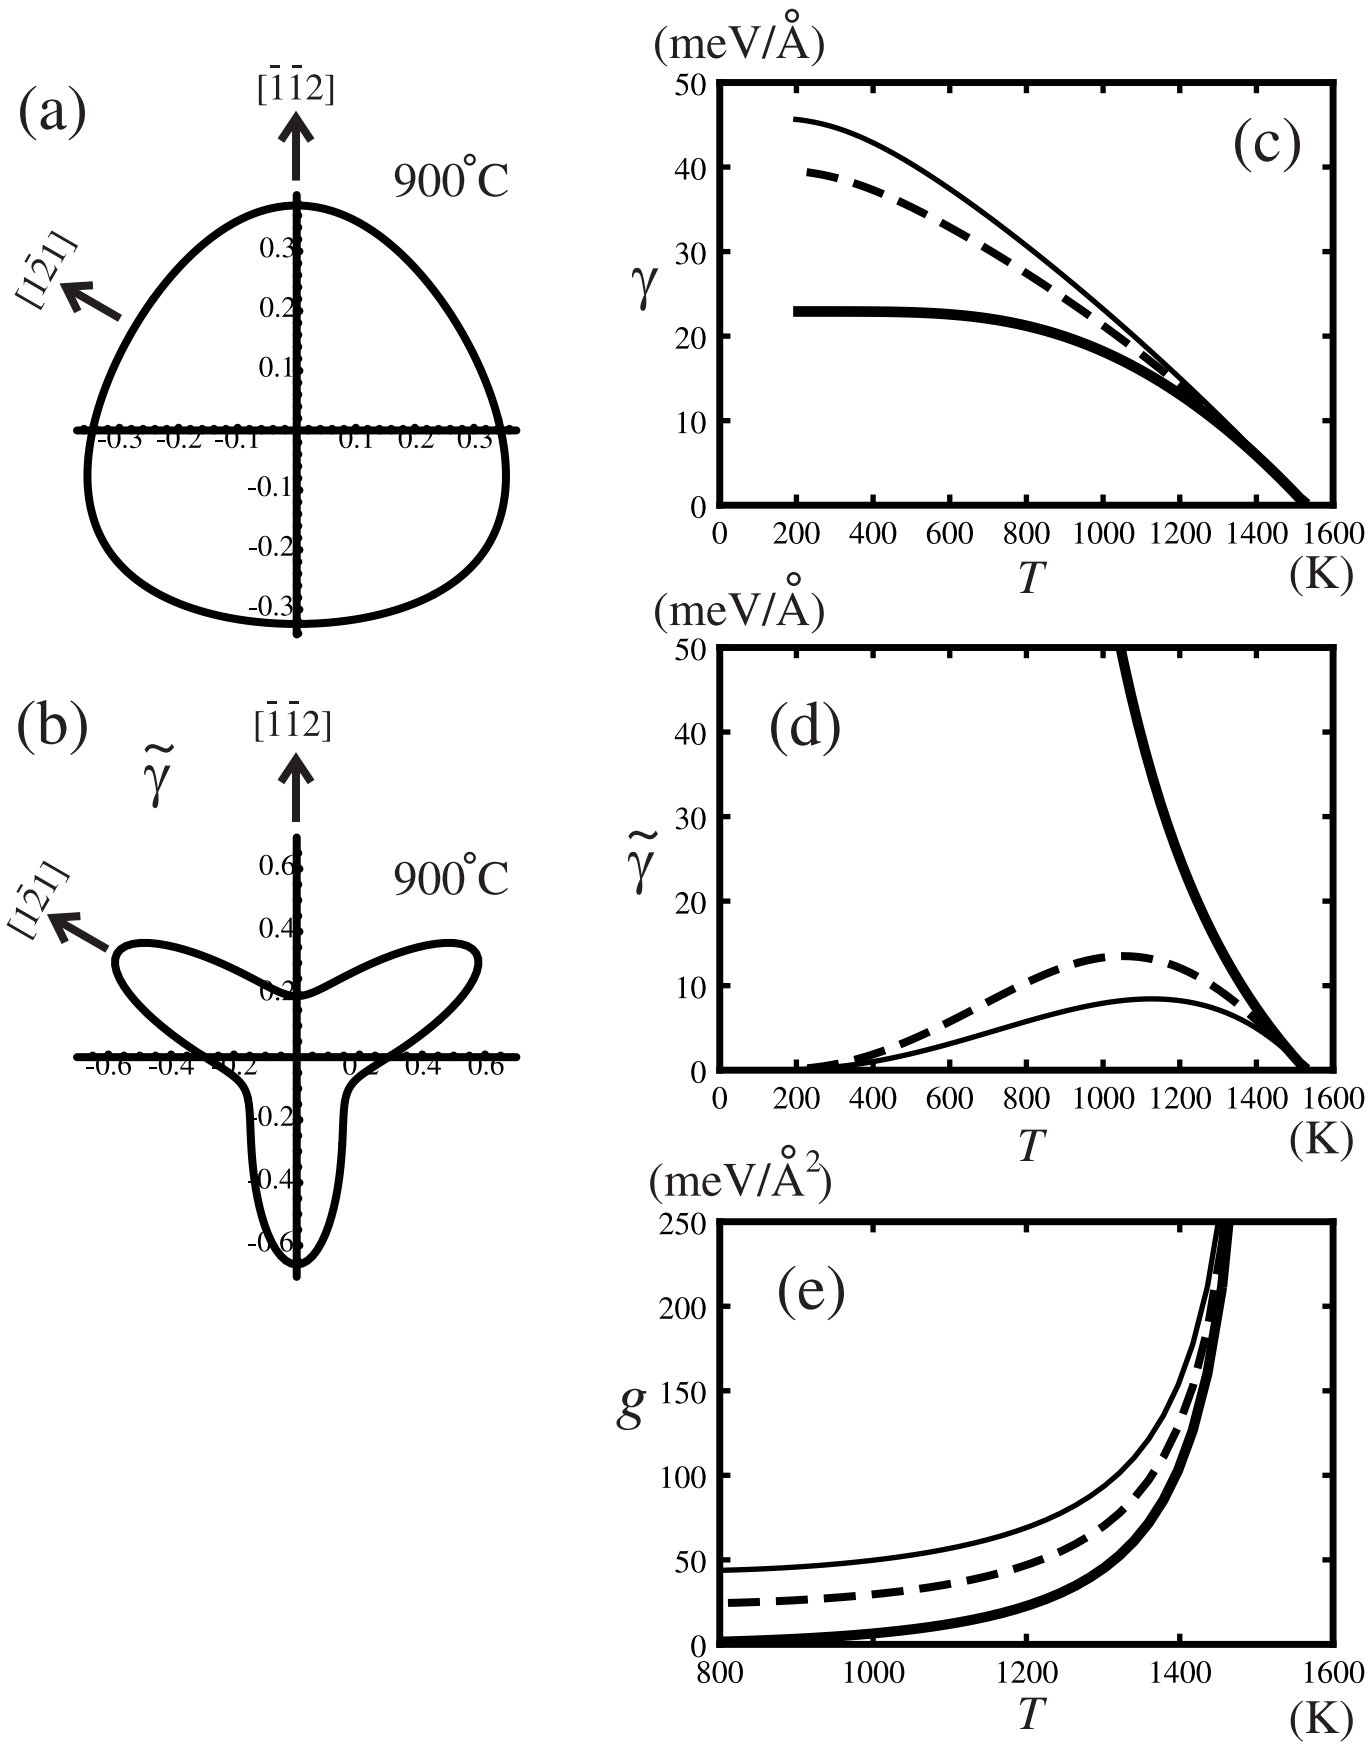 (a)
[1̄1̄2]
900°C
[12̄1]
0.3
0.2
0.1
-0.3 -0.2 -0.1 0.1 0.2 0.3
-0.1
-0.2
-0.3
(b)
γ̃
[1̄1̄2]
900°C
[12̄1]
0.6
0.4
0.2
-0.6 -0.4 -0.2 0.2 0.4 0.6
-0.2
-0.4
-0.6
(meV/Å)
(c)
γ
50
40
30
20
10
0
0 200 400 600 800 1000 1200 1400 1600
T (K)
(meV/Å)
(d)
γ̃
50
40
30
20
10
0
0 200 400 600 800 1000 1200 1400 1600
T (K)
(meV/Å²)
(e)
g
250
200
150
100
50
0
800 1000 1200 1400 1600
T (K)